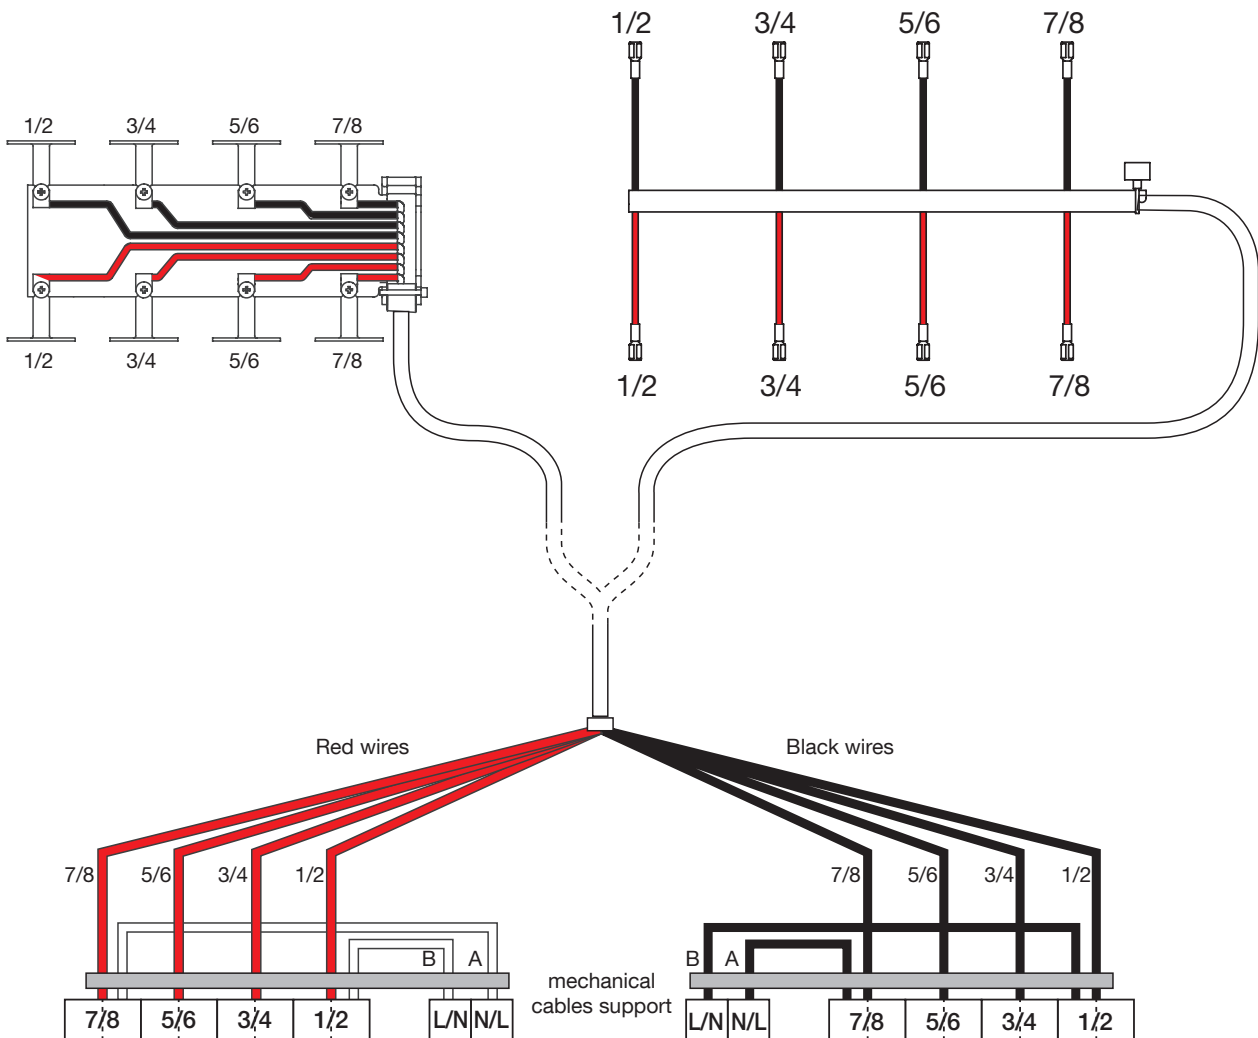 1/2 3/4 5/6 7/8
1/2 3/4 5/6 7/8
1/2 3/4 5/6 7/8
1/2 3/4 5/6 7/8
Red wires
Black wires
7/8 5/6 3/4 1/2
7/8 5/6 3/4 1/2
B A
B A
mechanical
cables support
7/8 5/6 3/4 1/2 L/N N/L
L/N N/L 7/8 5/6 3/4 1/2